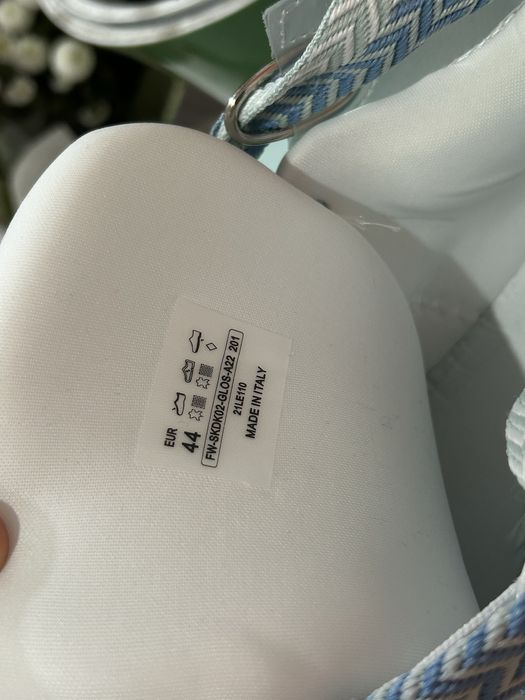 EUR
44
FW-SKDK02-GLOS-A22 201
21LE110
MADE IN ITALY